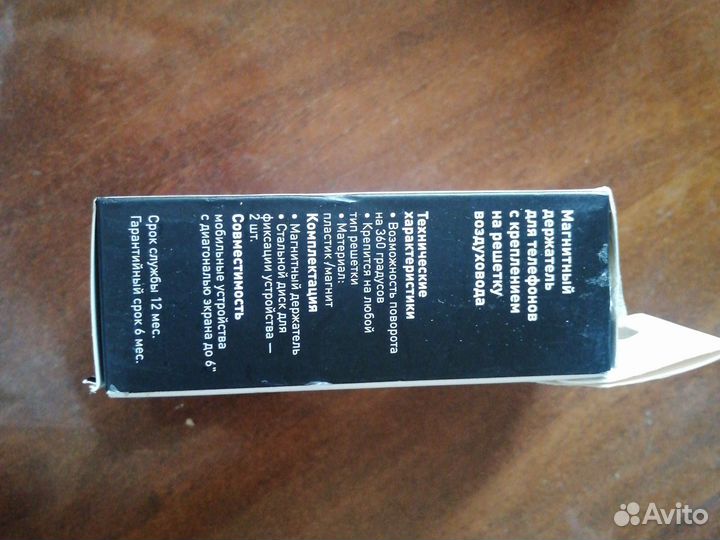 Магнитный
держатель
для телефонов
с креплением
на решетку
воздуховода
Технические
характеристики
• Возможность поворота
на 360 градусов
• Крепится на любой
тип решетки
• Материал:
пластик/магнит
Комплектация
• Магнитный держатель
• Стальной диск для
фиксации устройства —
2 шт.
Совместимость
мобильные устройства
с диагональю экрана до 6"
Срок службы 12 мес.
Гарантийный срок 6 мес.
Avito